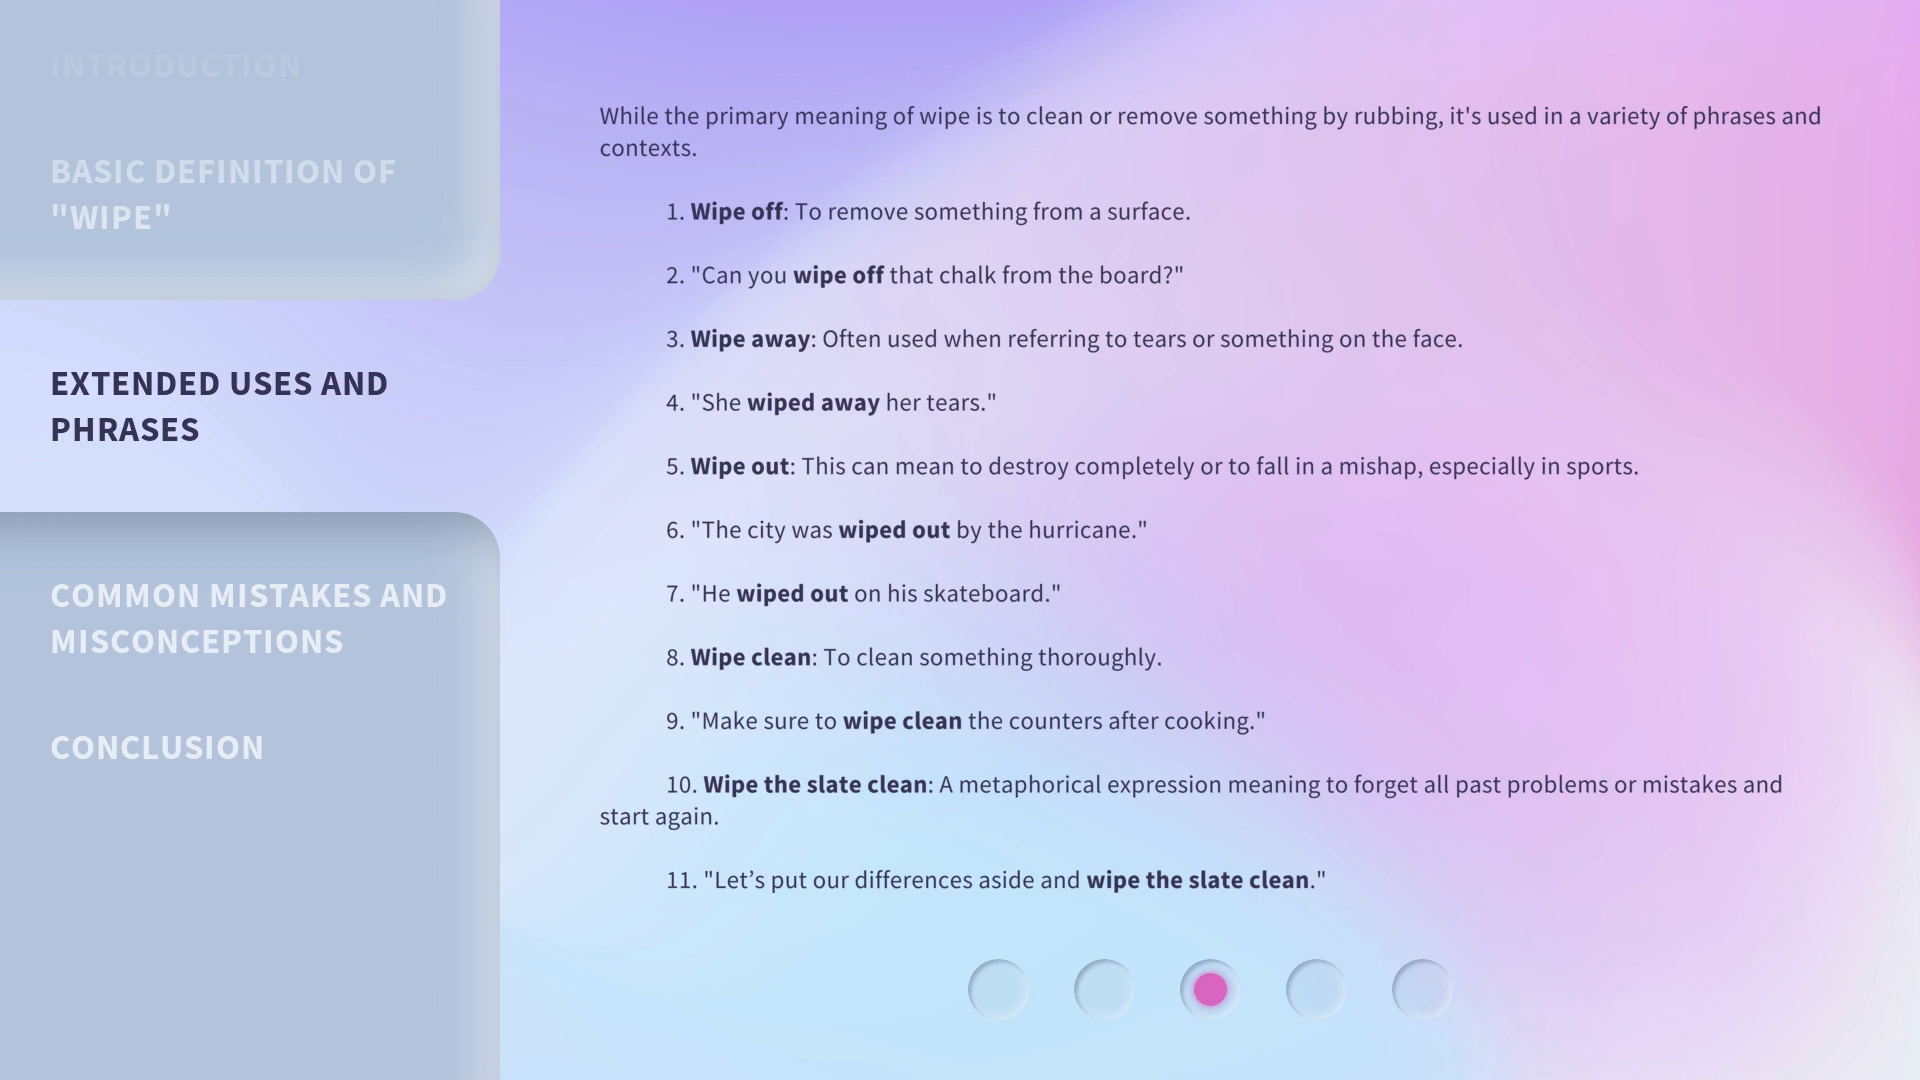 INTRODUCTION
BASIC DEFINITION OF
"WIPE"
EXTENDED USES AND
PHRASES
COMMON MISTAKES AND
MISCONCEPTIONS
CONCLUSION
While the primary meaning of wipe is to clean or remove something by rubbing, it's used in a variety of phrases and
contexts.
1. Wipe off: To remove something from a surface.
2. "Can you wipe off that chalk from the board?"
3. Wipe away: Often used when referring to tears or something on the face.
4. "She wiped away her tears."
5. Wipe out: This can mean to destroy completely or to fall in a mishap, especially in sports.
6. "The city was wiped out by the hurricane."
7. "He wiped out on his skateboard."
8. Wipe clean: To clean something thoroughly.
9. "Make sure to wipe clean the counters after cooking."
10. Wipe the slate clean: A metaphorical expression meaning to forget all past problems or mistakes and
start again.
11. "Let’s put our differences aside and wipe the slate clean."